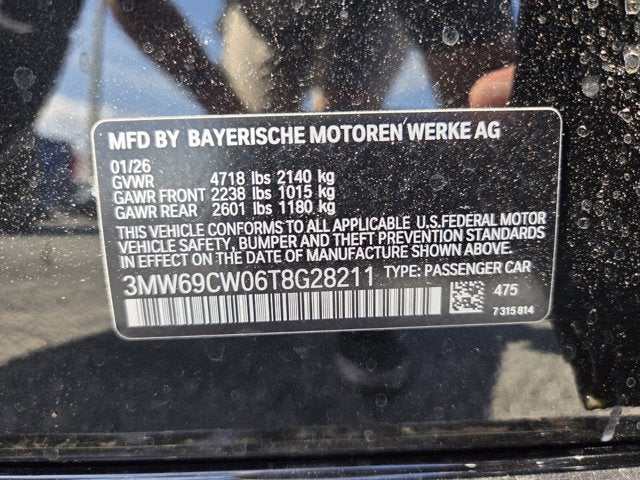 MFD BY BAYERISCHE MOTOREN WERKE AG
01/26
GVWR 4718 lbs 2140 kg
GAWR FRONT 2238 lbs 1015 kg
GAWR REAR 2601 lbs 1180 kg
THIS VEHICLE CONFORMS TO ALL APPLICABLE U.S.FEDERAL MOTOR
VEHICLE SAFETY, BUMPER AND THEFT PREVENTION STANDARDS
IN EFFECT ON THE DATE OF MANUFACTURE SHOWN ABOVE.
3MW69CW06T8G28211 TYPE: PASSENGER CAR
475
7 315 814